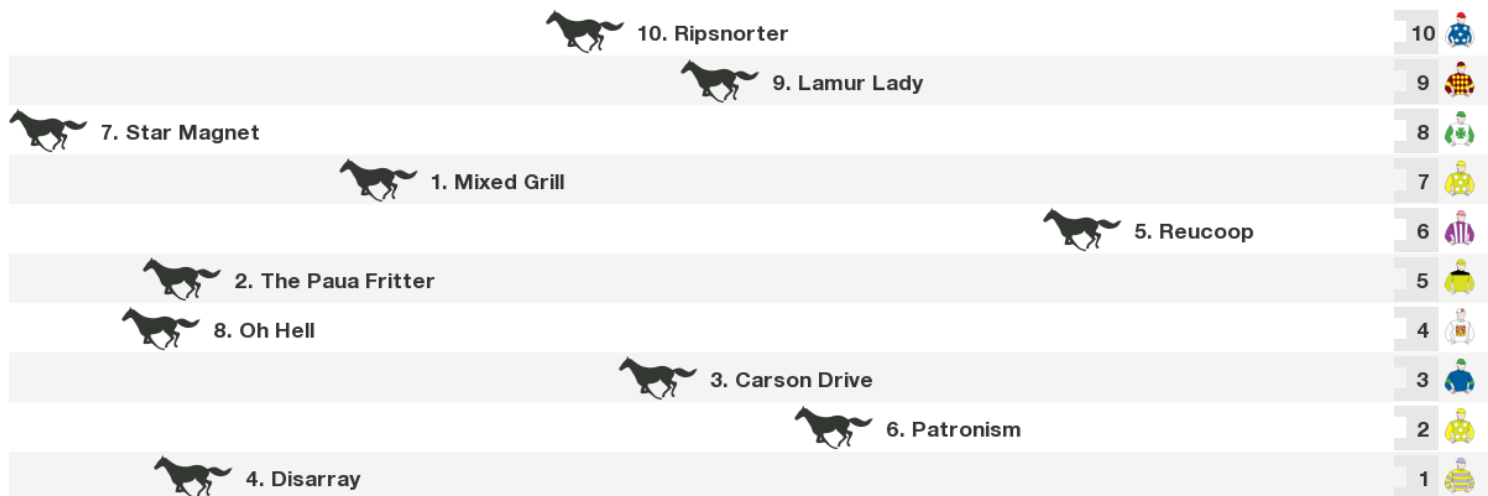 10. Ripsnorter 10
9. Lamur Lady 9
7. Star Magnet 8
1. Mixed Grill 7
5. Reucoop 6
2. The Paua Fritter 5
8. Oh Hell 4
3. Carson Drive 3
6. Patronism 2
4. Disarray 1